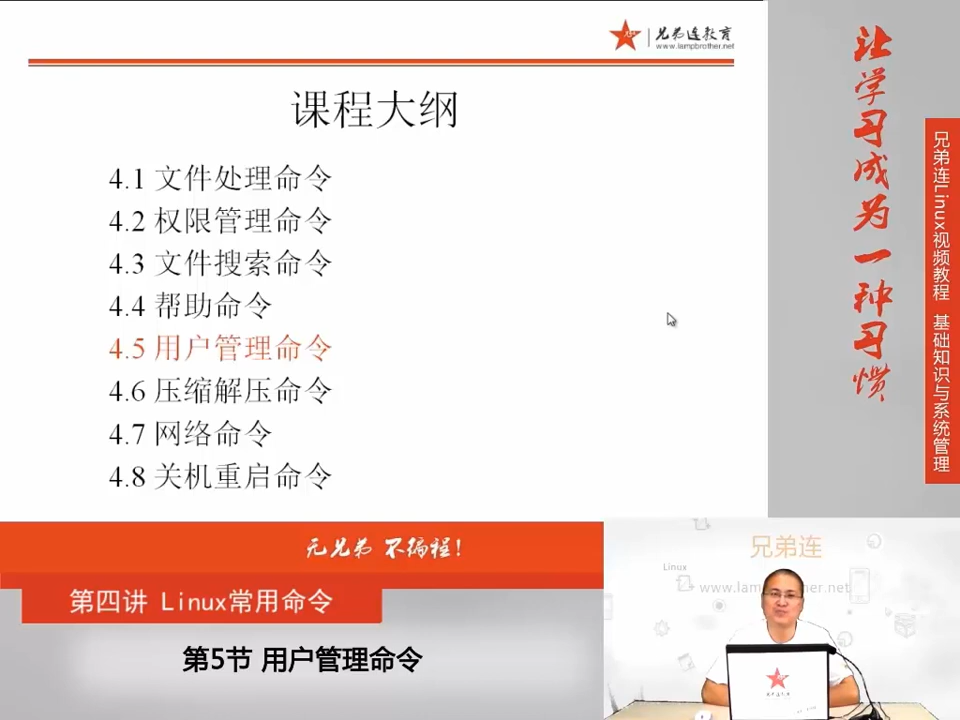 兄弟连教育
www.lampbrother.net
课程大纲
4.1 文件处理命令
4.2 权限管理命令
4.3 文件搜索命令
4.4 帮助命令
4.5 用户管理命令
4.6 压缩解压命令
4.7 网络命令
4.8 关机重启命令
让学习成为一种习惯
兄弟连Linux视频教程 基础知识与系统管理
无兄弟 不编程!
第四讲 Linux常用命令
第5节 用户管理命令
兄弟连
Linux